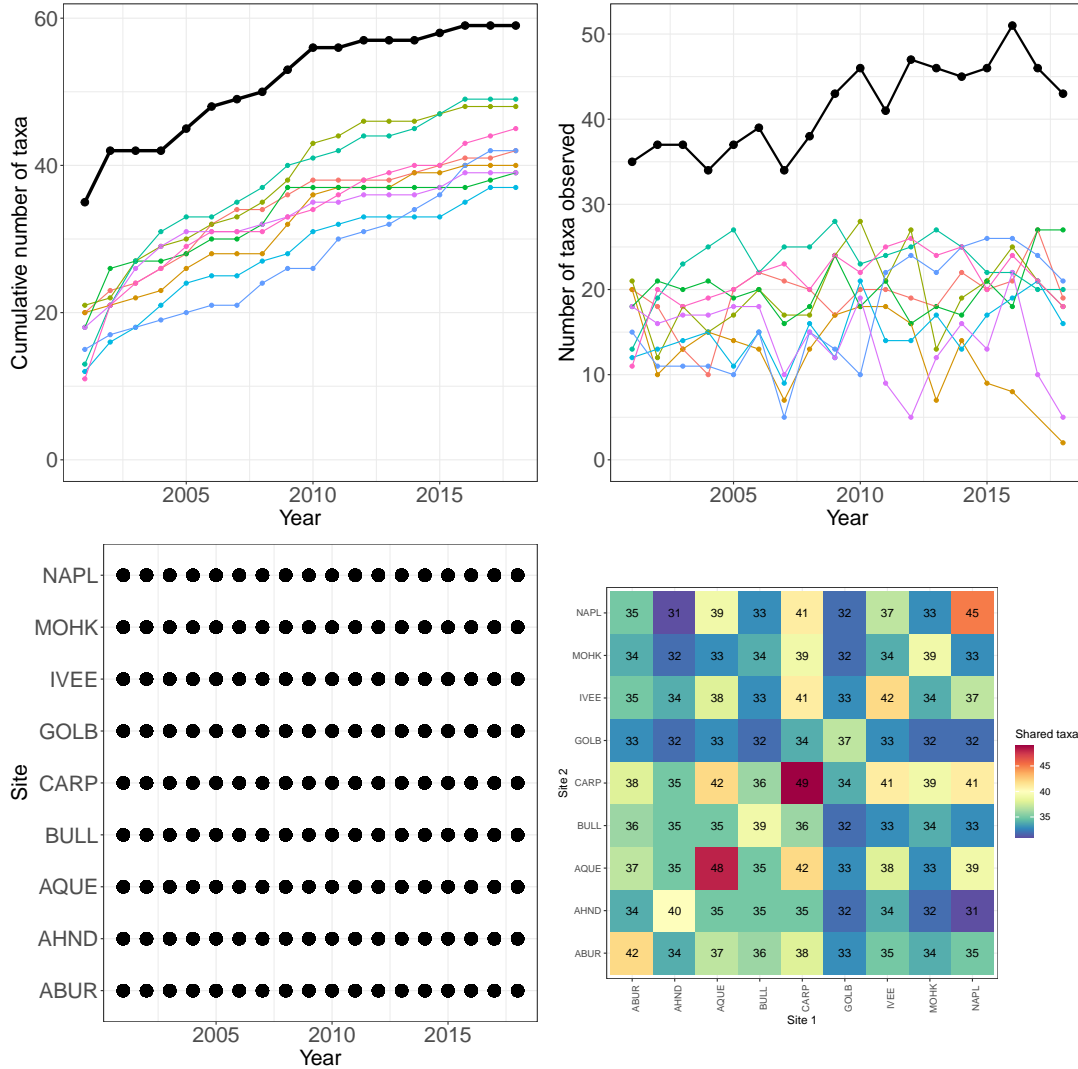 Cumulative number of taxa
60
40
20
0
2005 2010 2015
Year
Number of taxa observed
50
40
30
20
10
0
2005 2010 2015
Year
Site
NAPL
MOHK
IVEE
GOLB
CARP
BULL
AQUE
AHND
ABUR
2005 2010 2015
Year
Site 2
NAPL 35 31 39 33 41 32 37 33 45
MOHK 34 32 33 34 39 32 34 39 33
IVEE 35 34 38 33 41 33 42 34 37
GOLB 33 32 33 32 34 37 33 32 32
CARP 38 35 42 36 49 34 41 39 41
BULL 36 35 35 39 36 32 33 34 33
AQUE 37 35 48 35 42 33 38 33 39
AHND 34 40 35 35 35 32 34 32 31
ABUR 42 34 37 36 38 33 35 34 35
ABUR AHND AQUE BULL CARP GOLB IVEE MOHK NAPL
Site 1
Shared taxa
45
40
35